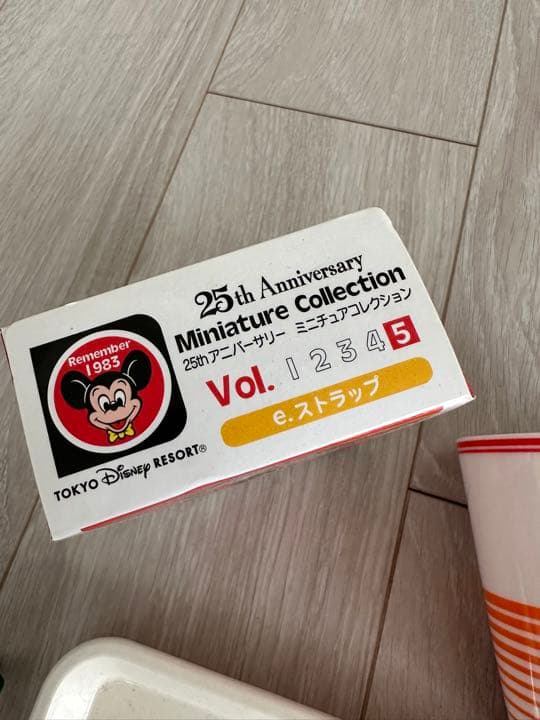 25th Anniversary
Miniature Collection
25thアニバーサリー ミニチュアコレクション
Vol. 1 2 3 4 5
e.ストラップ
Remember
1983
TOKYO Disney RESORT®